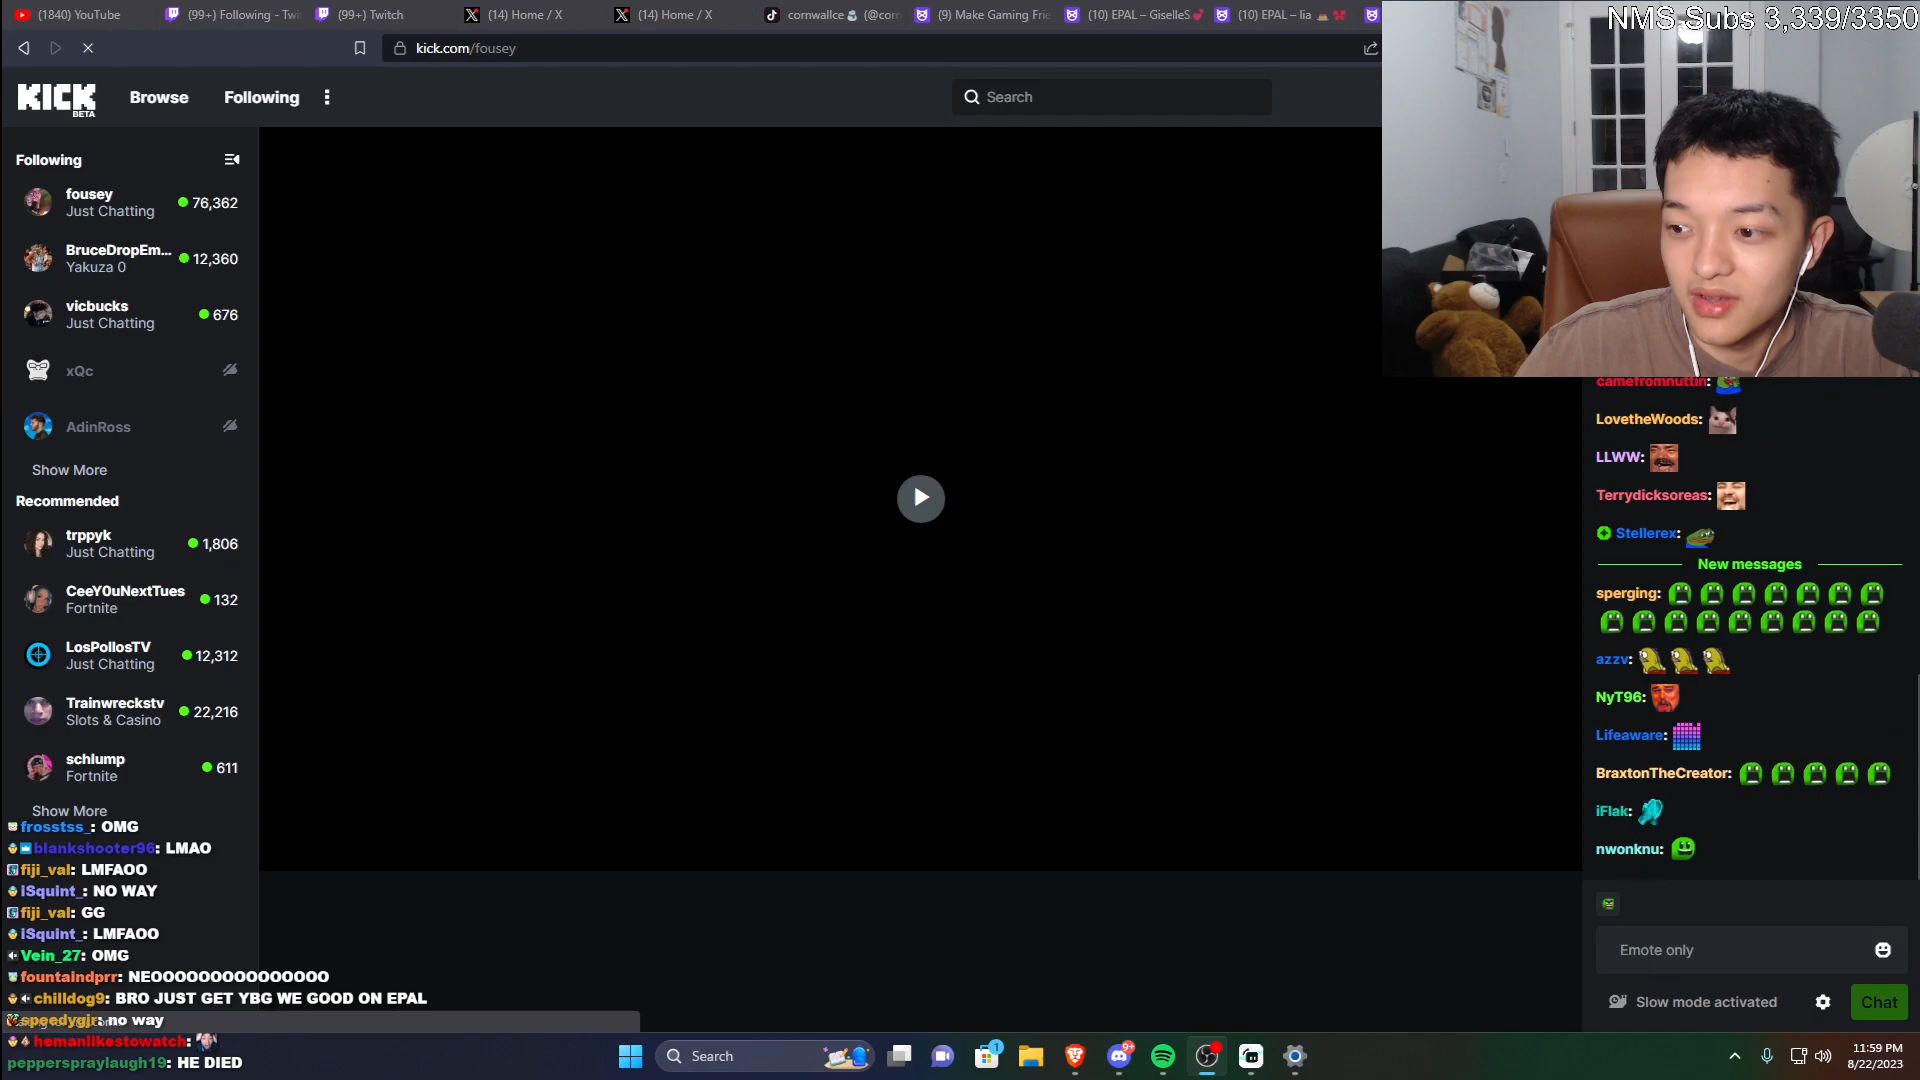 (1840) YouTube
(99+) Following - Twi
(99+) Twitch
(14) Home / X
(14) Home / X
cornwallce (@corn
(9) Make Gaming Frie
(10) EPAL – GiselleS
(10) EPAL – lia
NMS Subs 3,339/3350
kick.com/fousey
KICK
BETA
Browse
Following
Search
Following
fousey
Just Chatting
76,362
BruceDropEm...
Yakuza 0
12,360
vicbucks
Just Chatting
676
xQc
AdinRoss
Show More
Recommended
trppyk
Just Chatting
1,806
CeeY0uNextTues
Fortnite
132
LosPollosTV
Just Chatting
12,312
Trainwreckstv
Slots & Casino
22,216
schlump
Fortnite
611
Show More
frosstss_: OMG
blankshooter96: LMAO
fiji_val: LMFAOO
iSquint_: NO WAY
fiji_val: GG
iSquint_: LMFAOO
Vein_27: OMG
fountaindprr: NEOOOOOOOOOOOOOOO
chilldog9: BRO JUST GET YBG WE GOOD ON EPAL
speedygjr: no way
hemanlikestowatch:
pepperspraylaugh19: HE DIED
camefromnuttin:
LovetheWoods:
LLWW:
Terrydicksoreas:
Stellerex:
New messages
sperging:
azzv:
NyT96:
Lifeaware:
BraxtonTheCreator:
iFlak:
nwonknu:
Emote only
Slow mode activated
Chat
Search
1
9+
11:59 PM
8/22/2023